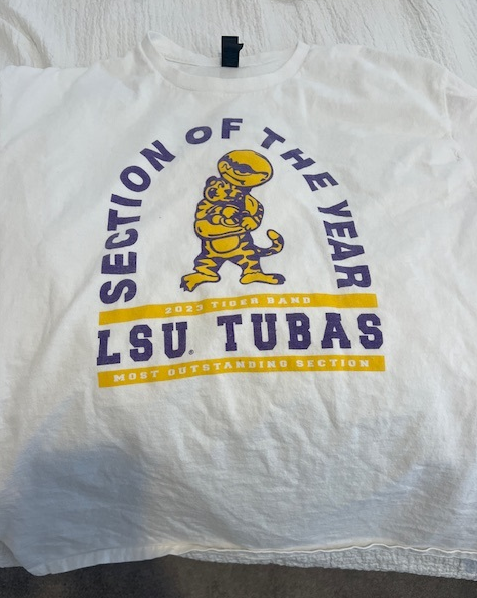 SECTION OF THE YEAR
2023 TIGER BAND
LSU® TUBAS
MOST OUTSTANDING SECTION